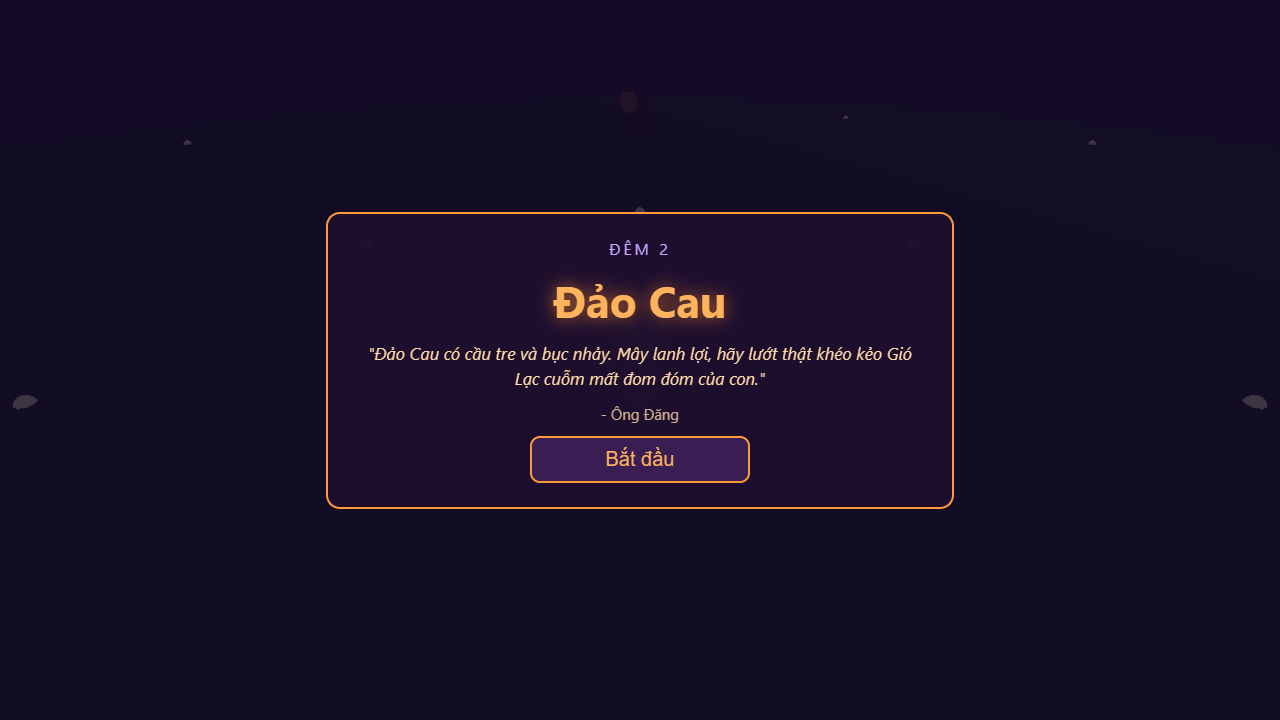 ĐÊM 2
Đảo Cau
"Đảo Cau có cầu tre và bục nhảy. Mây lanh lợi, hãy lướt thật khéo kẻo Gió
Lạc cuỗm mất đom đóm của con."
- Ông Đăng
Bắt đầu